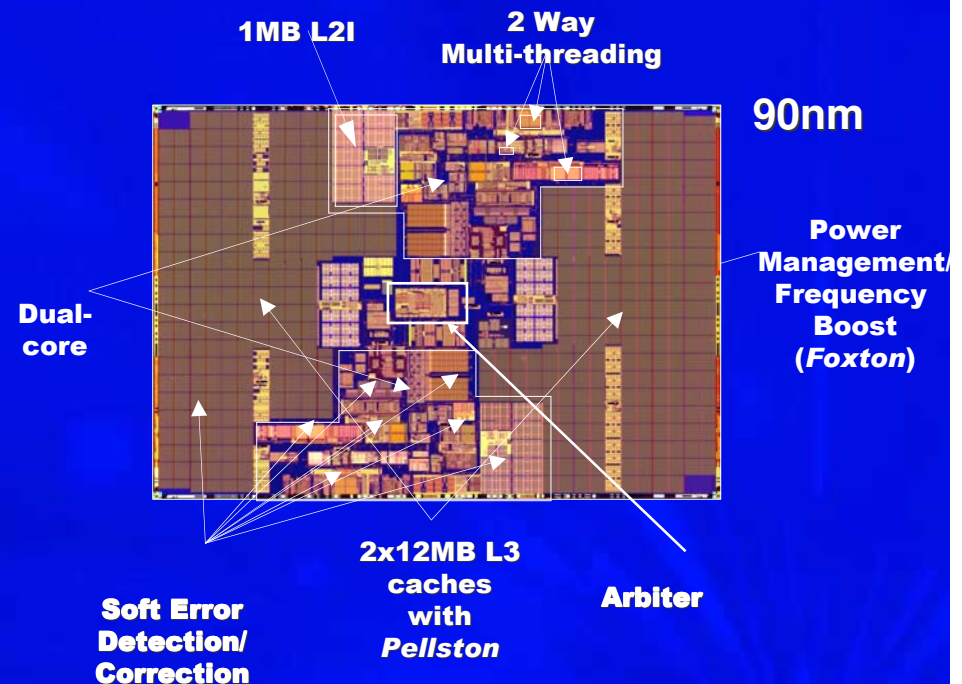 1MB L2I
2 Way
Multi-threading
90nm
Power
Management/
Frequency
Boost
(Foxton)
Dual-
core
2x12MB L3
caches
with
Pellston
Arbiter
Soft Error
Detection/
Correction